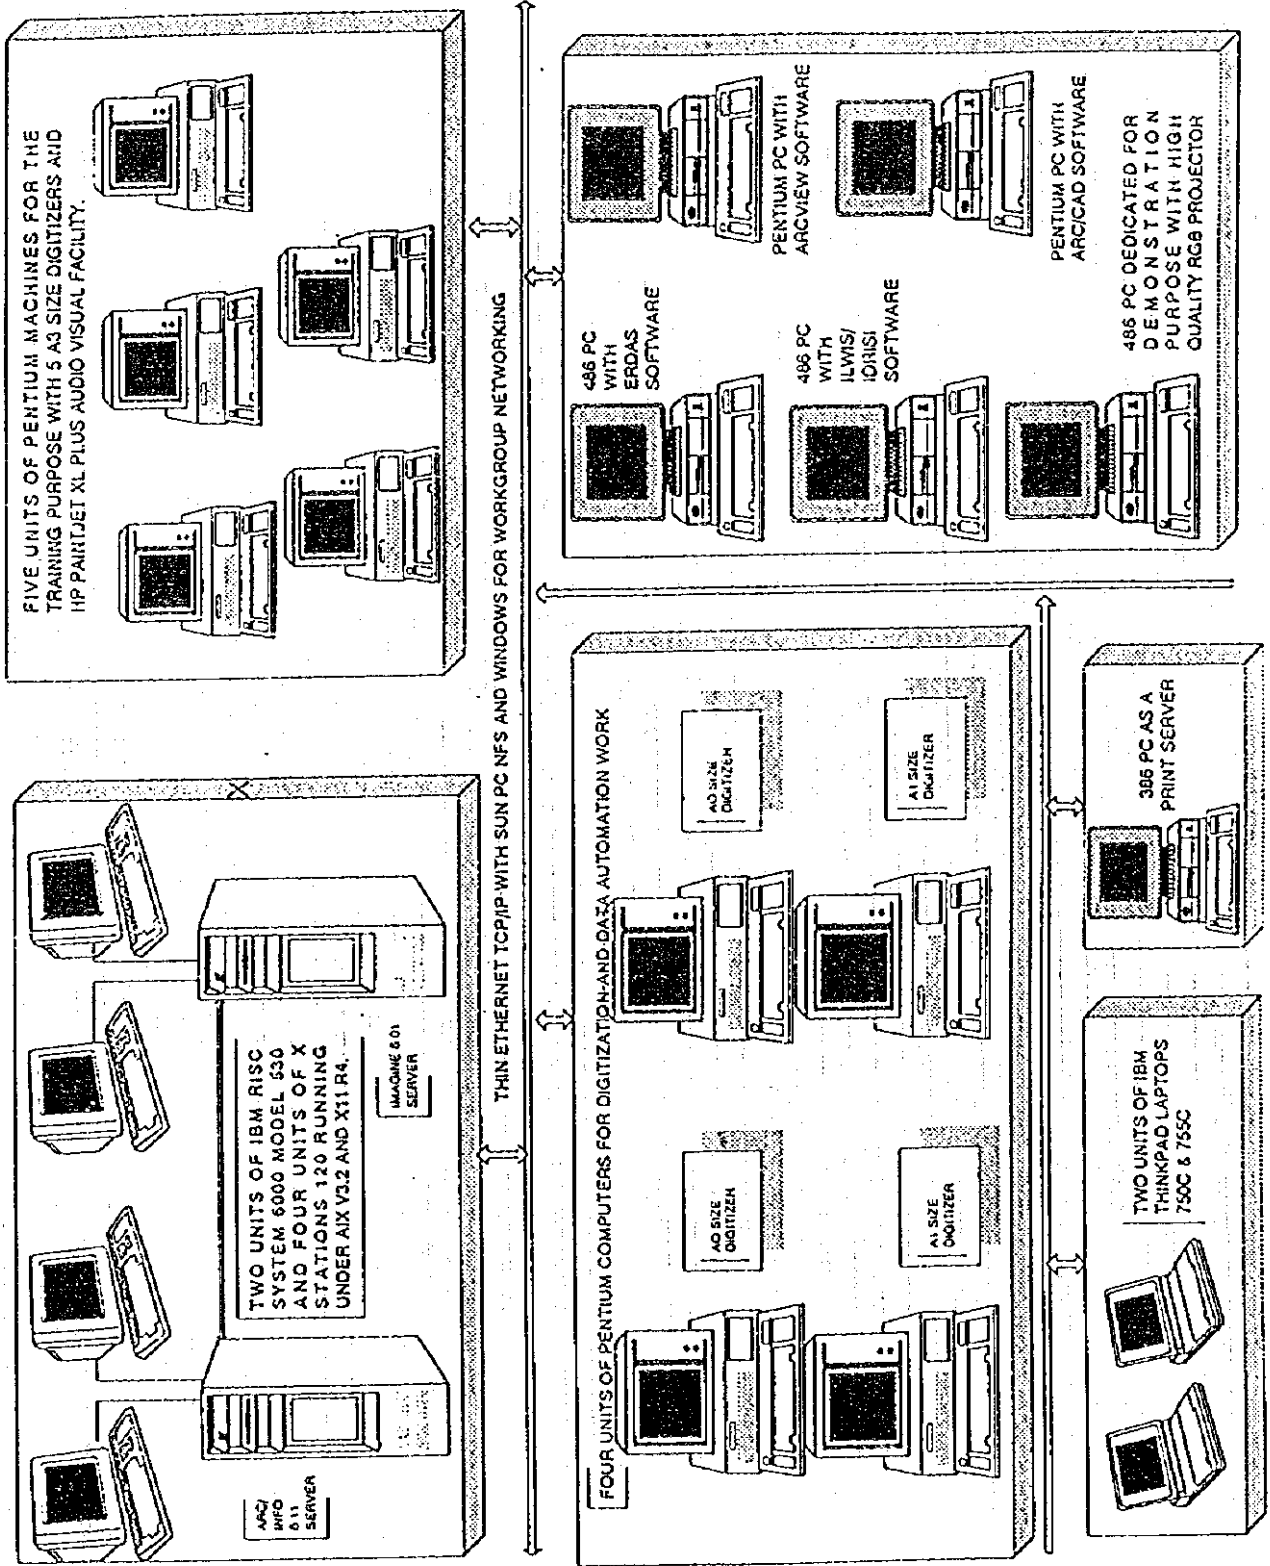 FIVE UNITS OF PENTIUM MACHINES FOR THE
TRAINING PURPOSE WITH 5 A3 SIZE DIGITIZERS AND
HP PAINTJET XL PLUS AUDIO VISUAL FACILITY.
TWO UNITS OF IBM RISC
SYSTEM 6000 MODEL 530
AND FOUR UNITS OF X
STATIONS 120 RUNNING
UNDER AIX V3.2 AND X11 R4.
ARC/
INFO
6 11
SERVER
IMAGINE 8 01
SERVER
THIN ETHERNET TCP/IP WITH SUN PC NFS AND WINDOWS FOR WORKGROUP NETWORKING
486 PC
WITH
ERDAS
SOFTWARE
PENTIUM PC WITH
ARCVIEW SOFTWARE
486 PC
WITH
ILWIS/
IDRISI
SOFTWARE
PENTIUM PC WITH
ARC/CAD SOFTWARE
486 PC DEDICATED FOR
DEMONSTRATION
PURPOSE WITH HIGH
QUALITY RGB PROJECTOR
FOUR UNITS OF PENTIUM COMPUTERS FOR DIGITIZATION AND DATA AUTOMATION WORK
AO SIZE
DIGITIZER
AO SIZE
DIGITIZER
A1 SIZE
DIGITIZER
A1 SIZE
DIGITIZER
TWO UNITS OF IBM
THINKPAD LAPTOPS
750C & 755C
386 PC AS A
PRINT SERVER